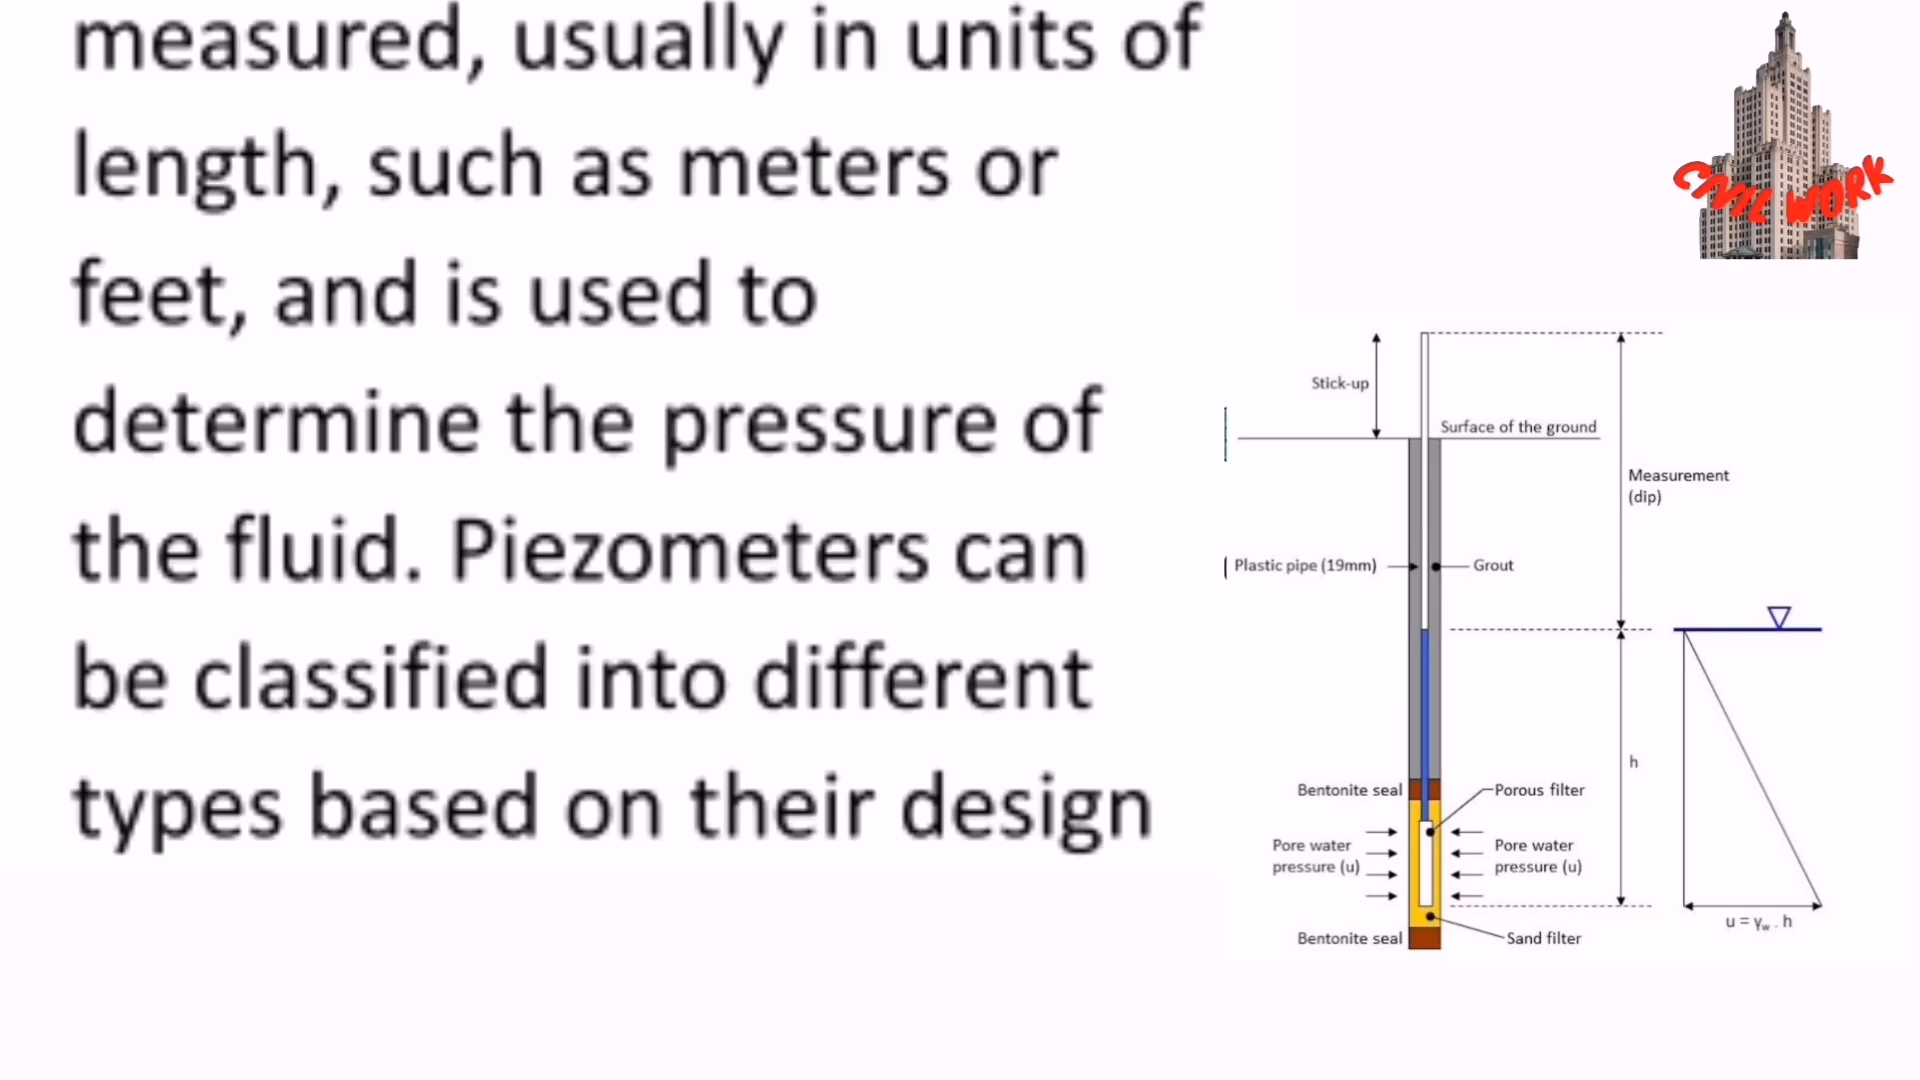 measured, usually in units of
length, such as meters or
feet, and is used to
determine the pressure of
the fluid. Piezometers can
be classified into different
types based on their design
CIVIL WORK
Stick-up
Surface of the ground
Measurement
(dip)
Plastic pipe (19mm)
Grout
h
Bentonite seal
Porous filter
Pore water
pressure (u)
Pore water
pressure (u)
u = γw . h
Bentonite seal
Sand filter